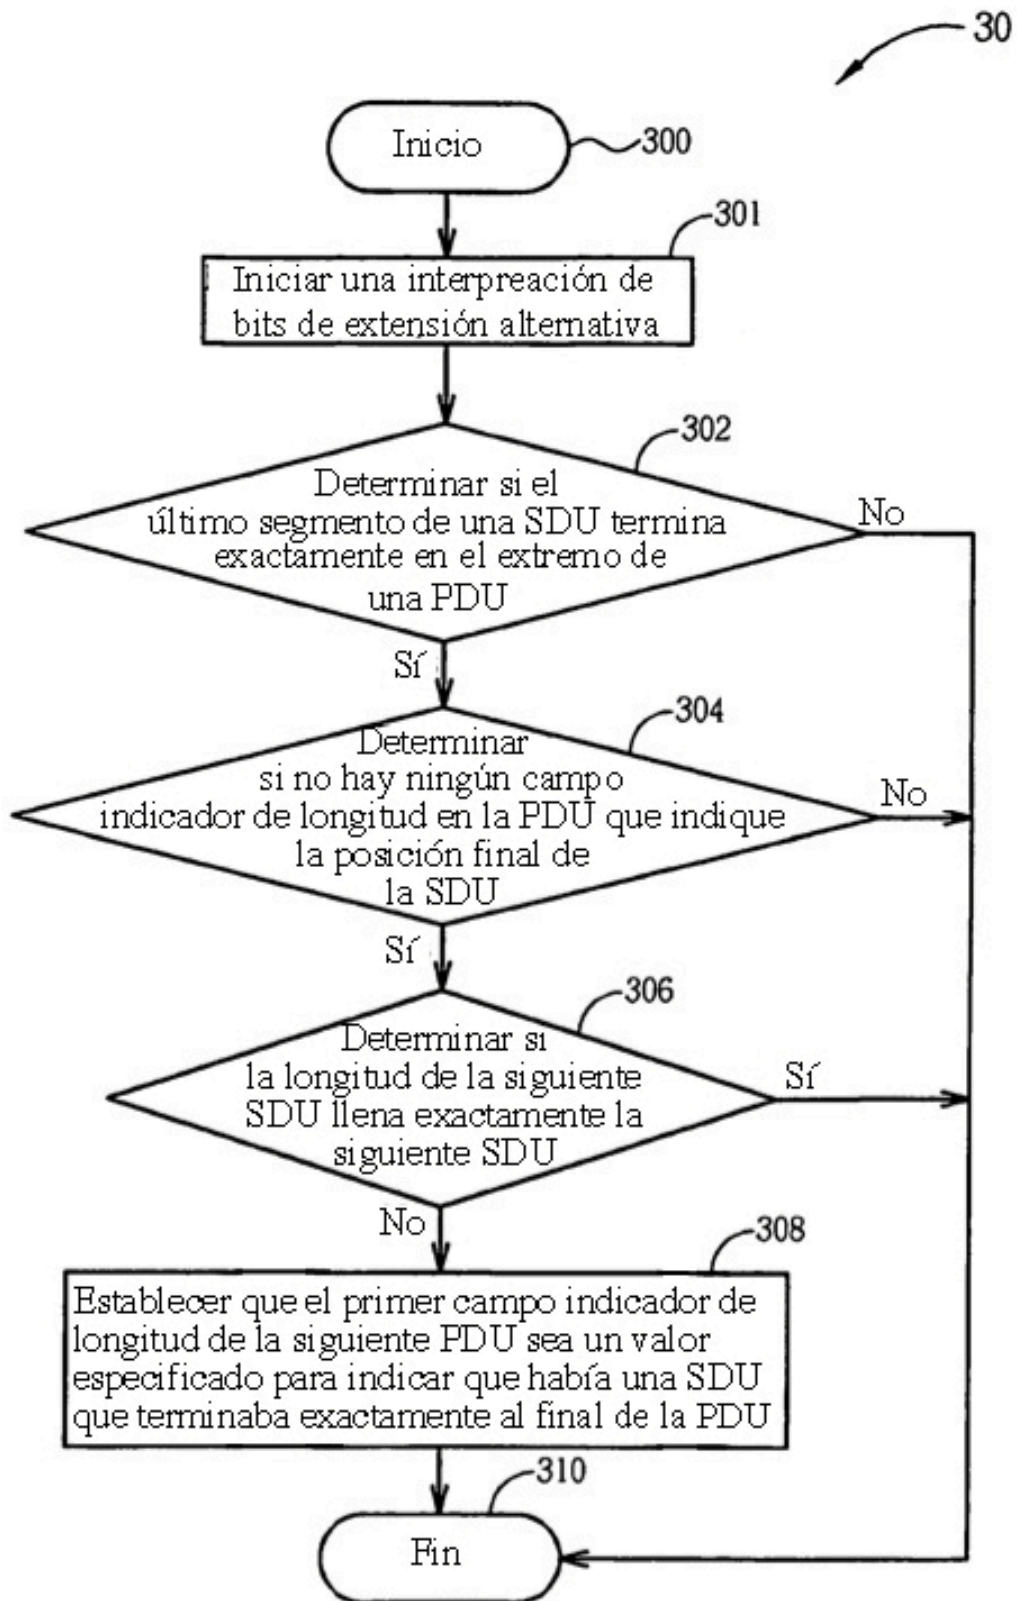 30
Inicio
300
301
Iniciar una interpreación de
bits de extensión alternativa
302
Determinar si el
último segmento de una SDU termina
exactamente en el extremo de
una PDU
No
Sí
304
Determinar
si no hay ningún campo
indicador de longitud en la PDU que indique
la posición final de
la SDU
No
Sí
306
Determinar si
la longitud de la siguiente
SDU llena exactamente la
siguiente SDU
Sí
No
308
Establecer que el primer campo indicador de
longitud de la siguiente PDU sea un valor
especificado para indicar que había una SDU
que terminaba exactamente al final de la PDU
310
Fin